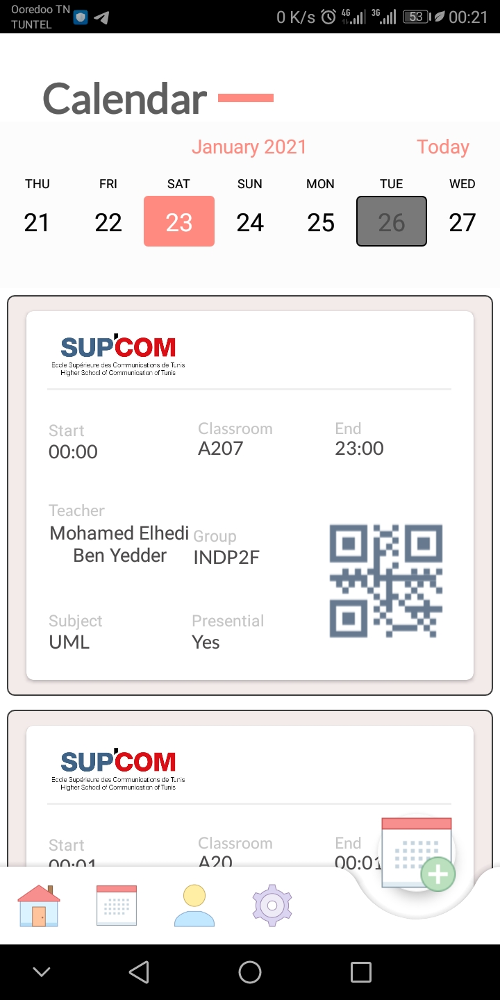 Ooredoo TN
TUNTEL
0 K/s 4G 3G 53 00:21
Calendar
January 2021 Today
THU FRI SAT SUN MON TUE WED
21 22 23 24 25 26 27
SUP'COM
Ecole Supérieure des Communications de Tunis
Higher School of Communication of Tunis
Start Classroom End
00:00 A207 23:00
Teacher
Mohamed Elhedi
Ben Yedder
Group
INDP2F
Subject Presential
UML Yes
SUP'COM
Ecole Supérieure des Communications de Tunis
Higher School of Communication of Tunis
Start Classroom End
00:01 A20 00:01